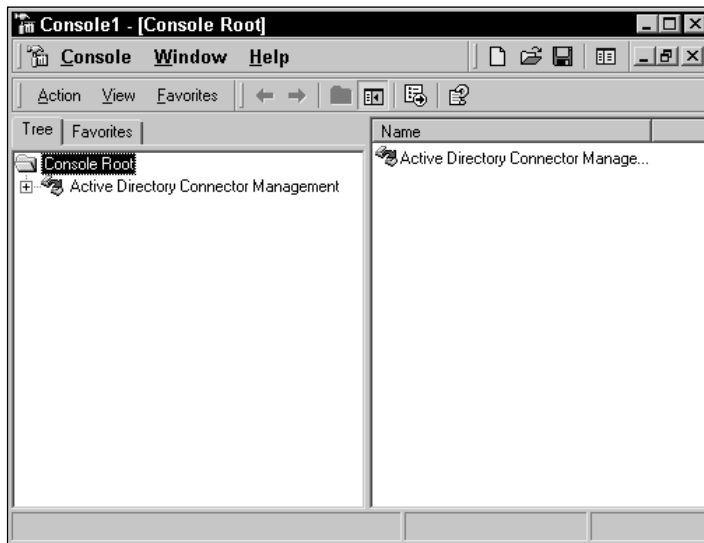 Console1 - [Console Root]
Console Window Help
Action View Favorites
Tree Favorites
Name
Console Root
Active Directory Connector Management
Active Directory Connector Manage...